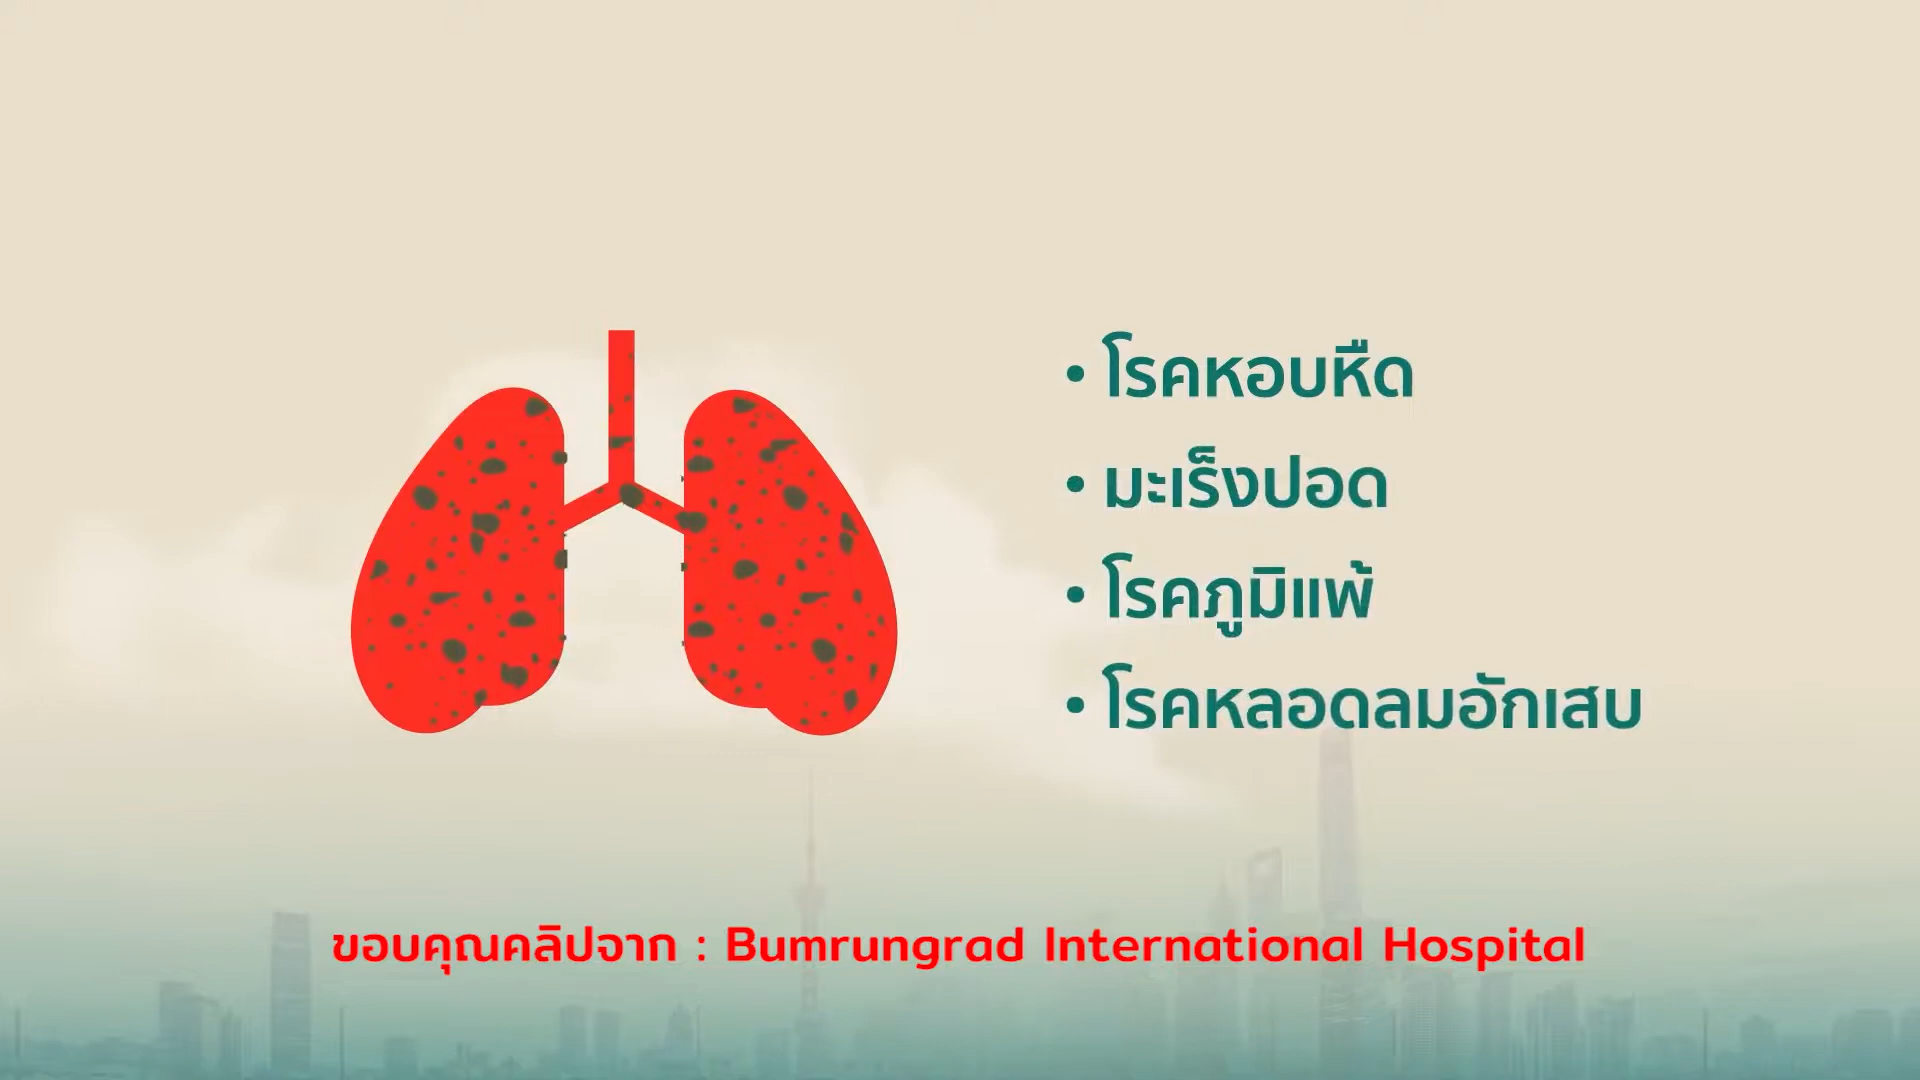 • โรคหอบหืด
• มะเร็งปอด
• โรคภูมิแพ้
• โรคหลอดลมอักเสบ
ขอบคุณคลิปจาก : Bumrungrad International Hospital